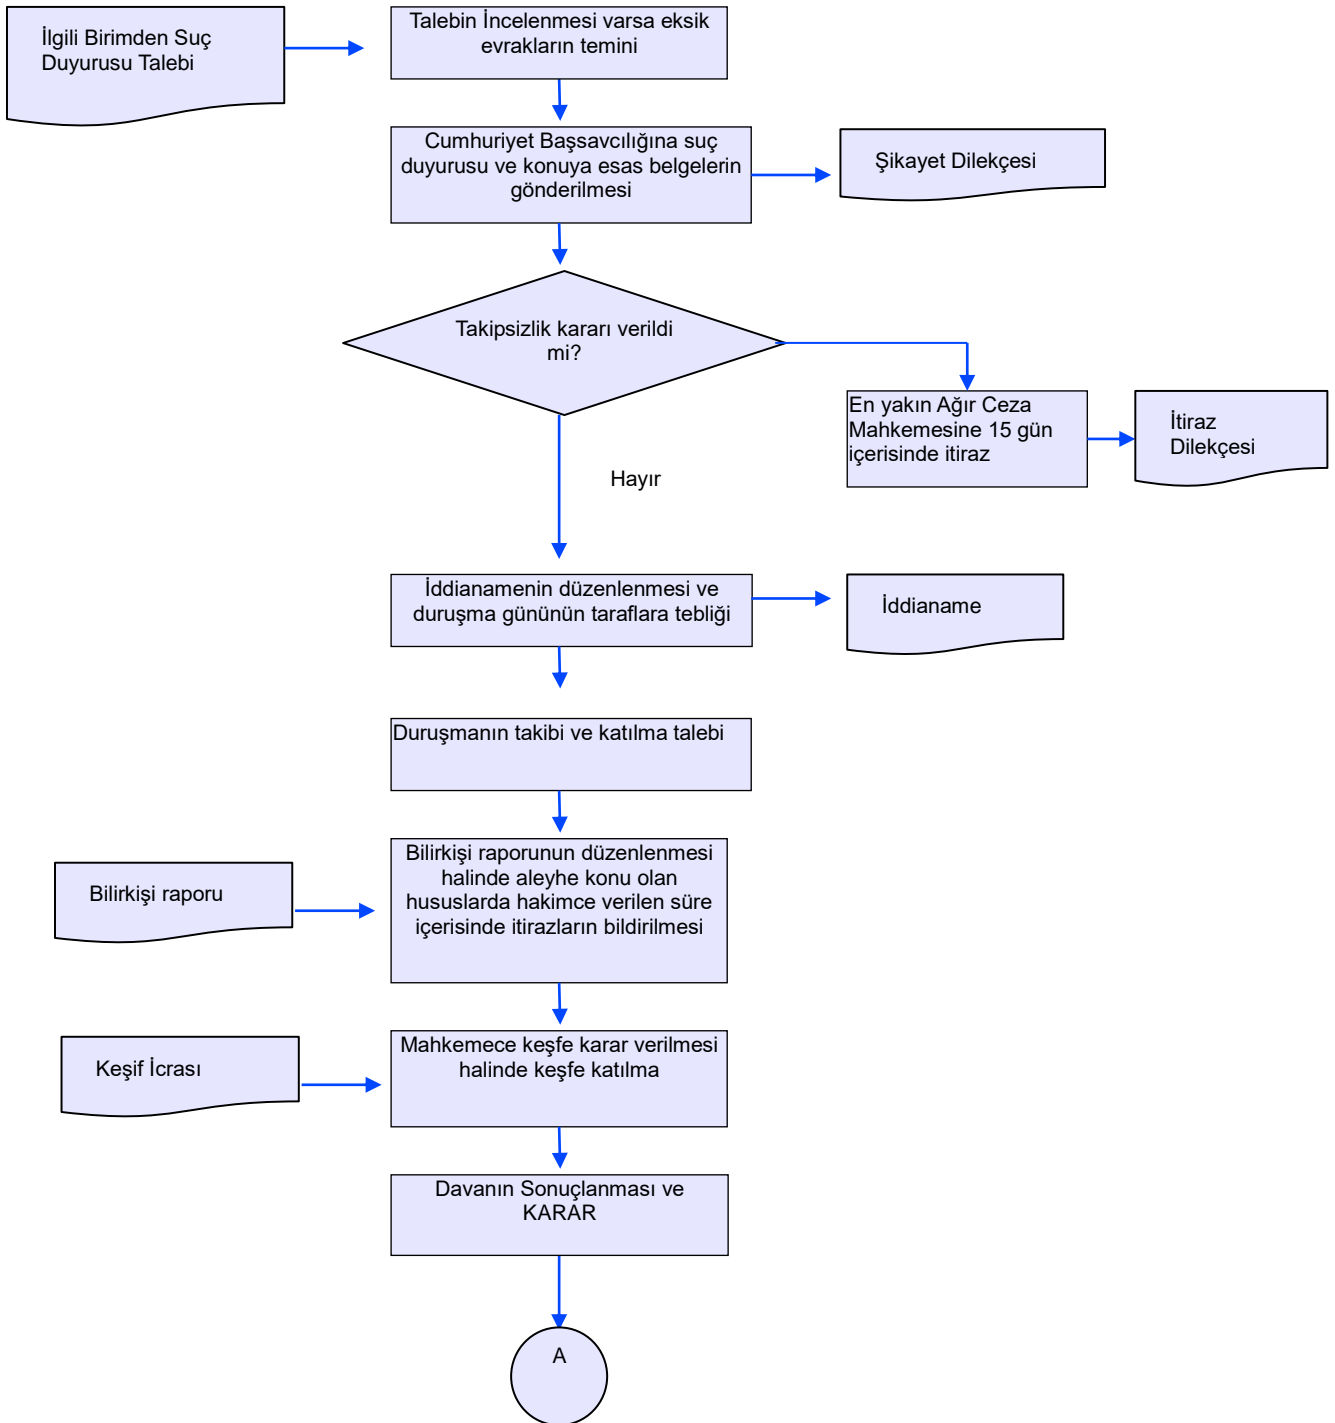 İlgili Birimden Suç
Duyurusu Talebi
Talebin İncelenmesi varsa eksik
evrakların temini
Cumhuriyet Başsavcılığına suç
duyurusu ve konuya esas belgelerin
gönderilmesi
Şikayet Dilekçesi
Takipsizlik kararı verildi
mi?
En yakın Ağır Ceza
Mahkemesine 15 gün
içerisinde itiraz
İtiraz
Dilekçesi
Hayır
İddianamenin düzenlenmesi ve
duruşma gününün taraflara tebliği
İddianame
Duruşmanın takibi ve katılma talebi
Bilirkişi raporu
Bilirkişi raporunun düzenlenmesi
halinde aleyhe konu olan
hususlarda hakimce verilen süre
içerisinde itirazların bildirilmesi
Keşif İcrası
Mahkemece keşfe karar verilmesi
halinde keşfe katılma
Davanın Sonuçlanması ve
KARAR
A